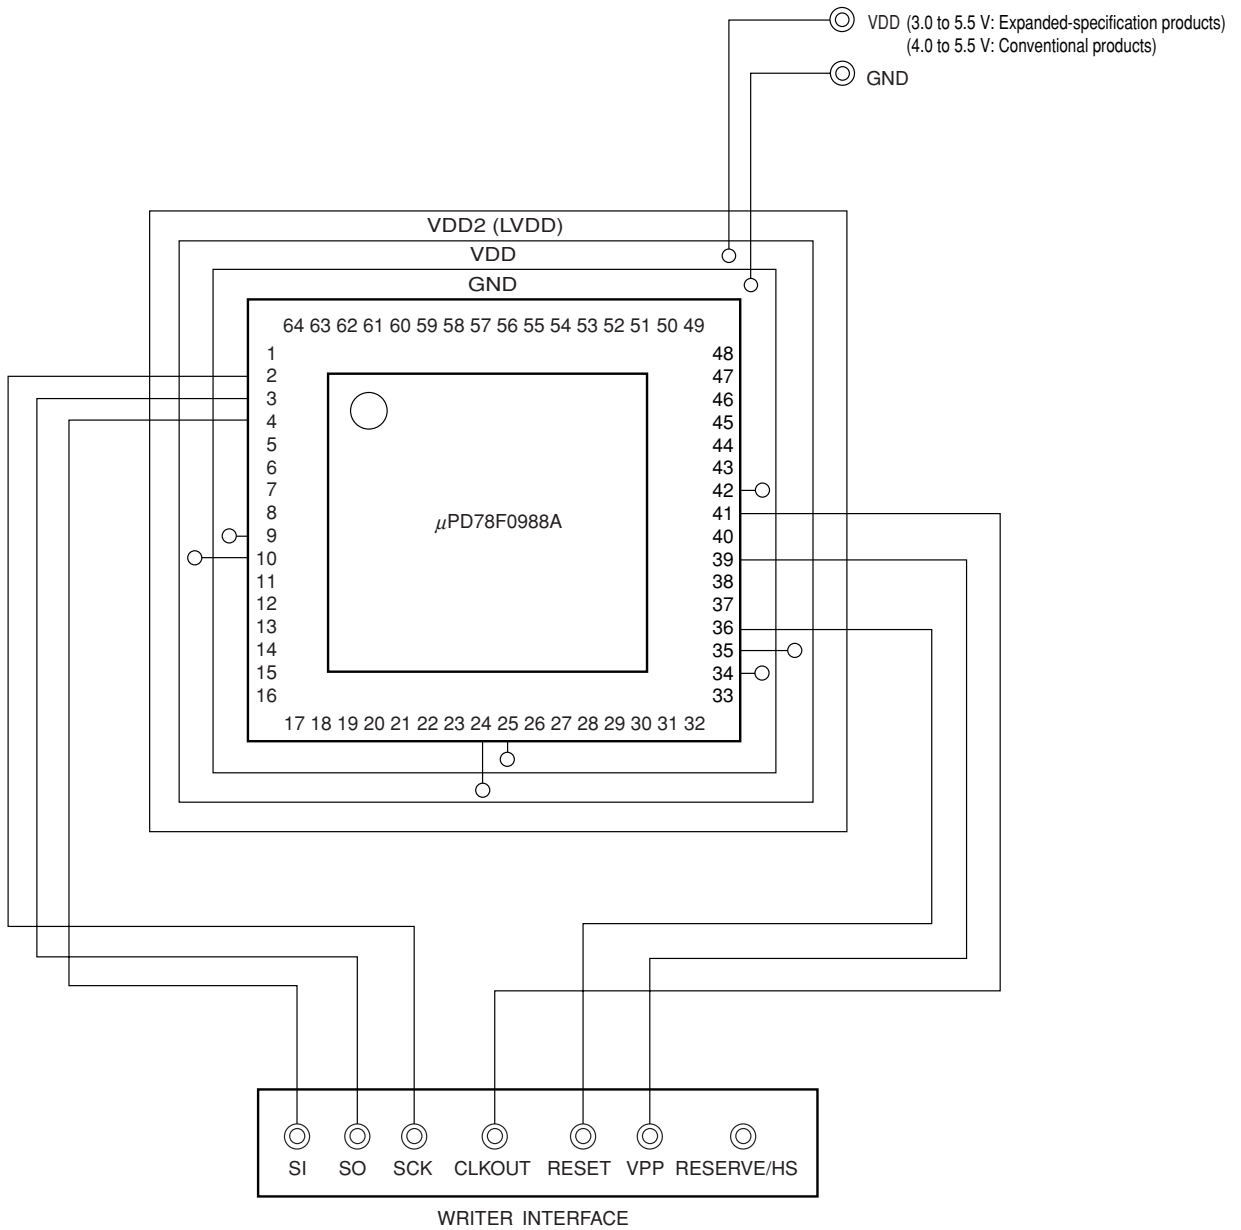 VDD (3.0 to 5.5 V: Expanded-specification products)
(4.0 to 5.5 V: Conventional products)
GND
VDD2 (LVDD)
VDD
GND
64 63 62 61 60 59 58 57 56 55 54 53 52 51 50 49
1
2
3
4
5
6
7
8
9
10
11
12
13
14
15
16
μPD78F0988A
48
47
46
45
44
43
42
41
40
39
38
37
36
35
34
33
17 18 19 20 21 22 23 24 25 26 27 28 29 30 31 32
SI SO SCK CLKOUT RESET VPP RESERVE/HS
WRITER INTERFACE